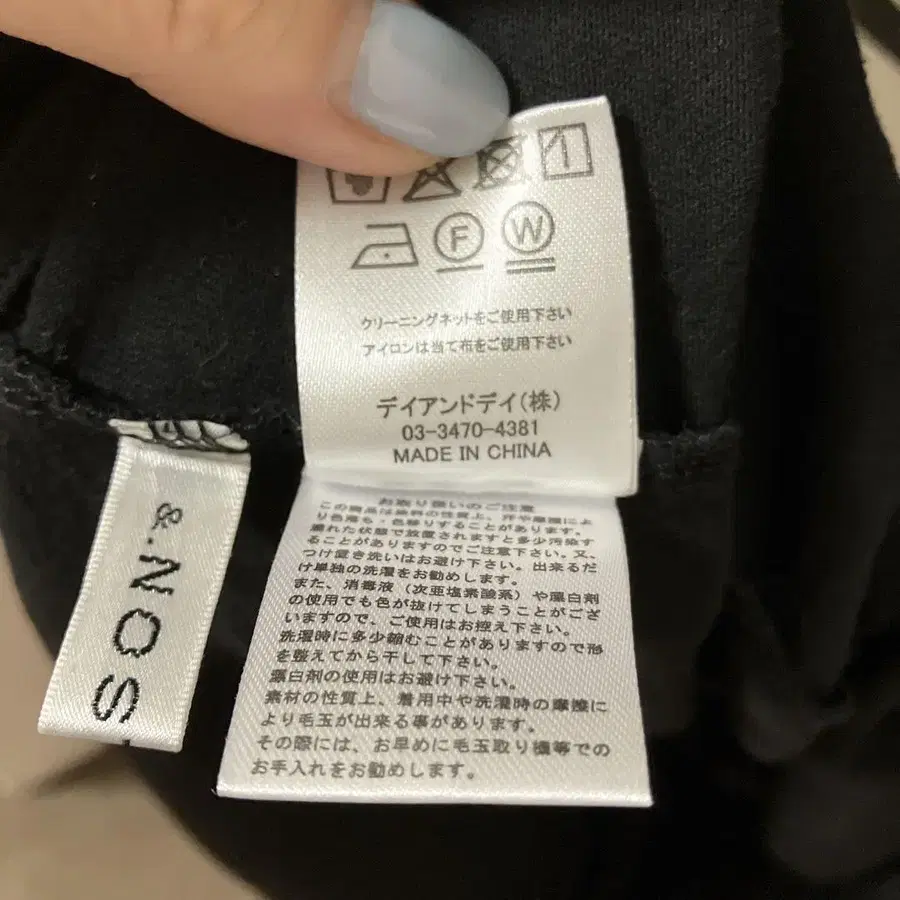 F W
クリーニングネットをご使用下さい
アイロンは当て布をご使用下さい
デイアンドデイ(株)
03-3470-4381
MADE IN CHINA
お取り扱いのご注意
この商品は染料の性質上、汗や摩擦によ
り色落ち・色移りすることがあります。
濡れた状態で放置されますと多少汚染す
ることがありますのでご注意下さい。又、
つけ置き洗いはお避け下さい。出来るだ
け単独の洗濯をお勧めします。
また、消毒液（次亜塩素酸系）や漂白剤
の使用でも色が抜けてしまうことがござ
いますので、ご使用はお控え下さい。
洗濯時に多少縮むことがありますので形
を整えてから干して下さい。
漂白剤の使用はお避け下さい。
素材の性質上、着用中や洗濯時の摩擦に
より毛玉が出来る事があります。
その際には、お早めに毛玉取り機等での
お手入れをお勧めします。
&.NOS